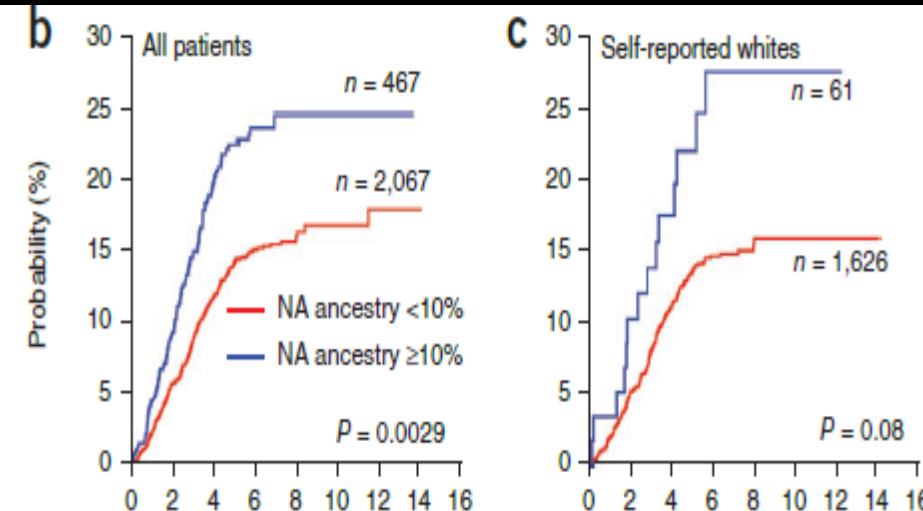 b
All patients
n = 467
n = 2,067
NA ancestry <10%
NA ancestry ≥10%
P = 0.0029
Probability (%)
30
25
20
15
10
5
0
0 2 4 6 8 10 12 14 16
c
Self-reported whites
n = 61
n = 1,626
P = 0.08
30
25
20
15
10
5
0
0 2 4 6 8 10 12 14 16